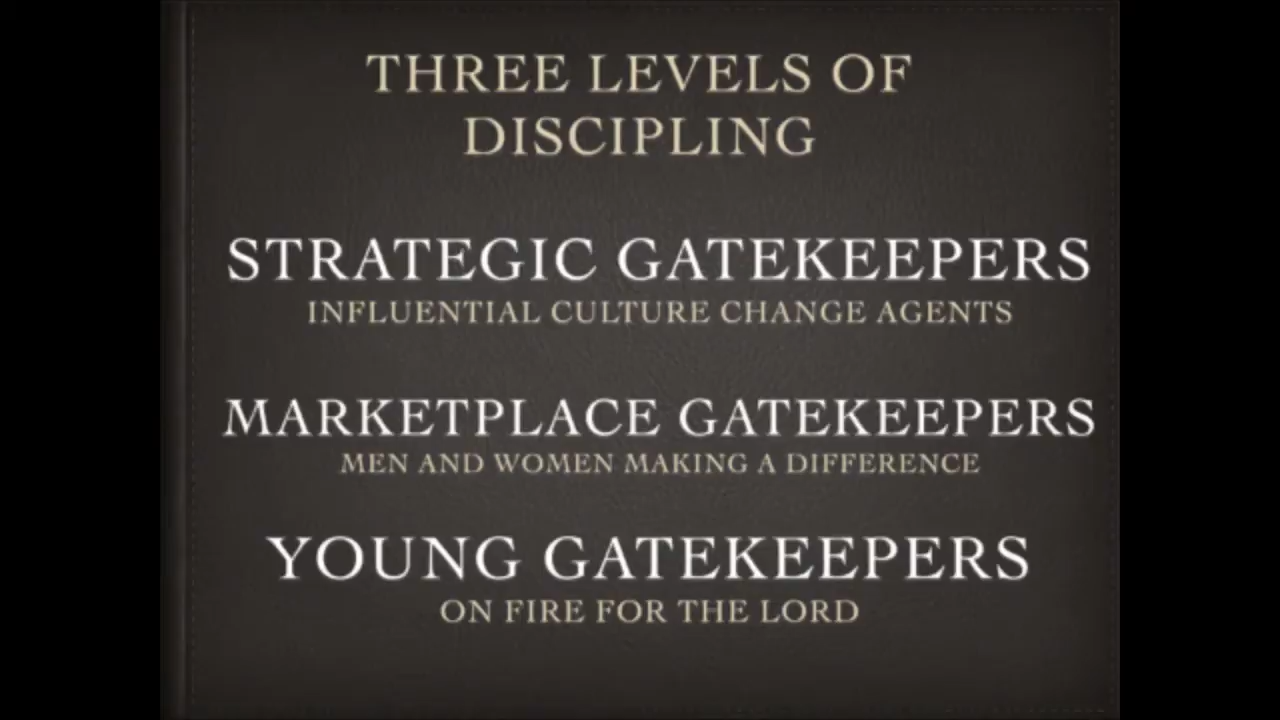 THREE LEVELS OF
DISCIPLING
STRATEGIC GATEKEEPERS
INFLUENTIAL CULTURE CHANGE AGENTS
MARKETPLACE GATEKEEPERS
MEN AND WOMEN MAKING A DIFFERENCE
YOUNG GATEKEEPERS
ON FIRE FOR THE LORD